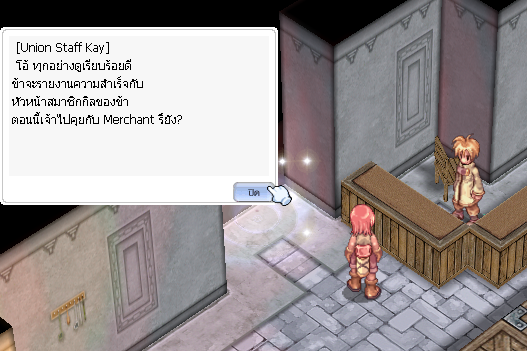 [Union Staff Kay]
โอ้ ทุกอย่างดูเรียบร้อยดี
ข้าจะรายงานความสำเร็จกับ
หัวหน้าสมาชิกกิลของข้า
ตอนนี้เจ้าไปคุยกับ Merchant รึยัง?
ปิด